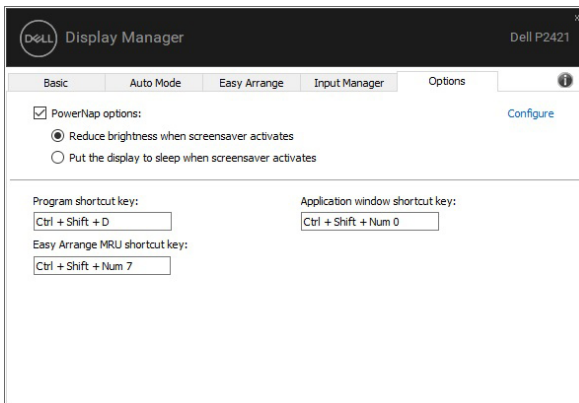 DELL Display Manager Dell P2421
Basic Auto Mode Easy Arrange Input Manager Options
PowerNap options: Configure
Reduce brightness when screensaver activates
Put the display to sleep when screensaver activates
Program shortcut key: Application window shortcut key:
Ctrl + Shift + D Ctrl + Shift + Num 0
Easy Arrange MRU shortcut key:
Ctrl + Shift + Num 7